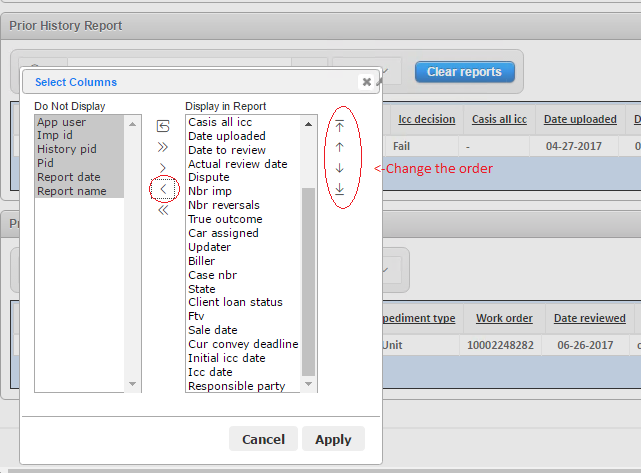 Prior History Report
Clear reports
Select Columns
Do Not Display
Display in Report
App user
Imp id
History pid
Pid
Report date
Report name
Casis all icc
Date uploaded
Date to review
Actual review date
Dispute
Nbr imp
Nbr reversals
True outcome
Car assigned
Updater
Biller
Case nbr
State
Client loan status
Ftv
Sale date
Cur convey deadline
Initial icc date
Icc date
Responsible party
<-Change the order
Cancel
Apply
Icc decision Casis all icc Date uploaded D
Fail - 04-27-2017 0
P
pediment type Work order Date reviewed
Unit 10002248282 06-26-2017